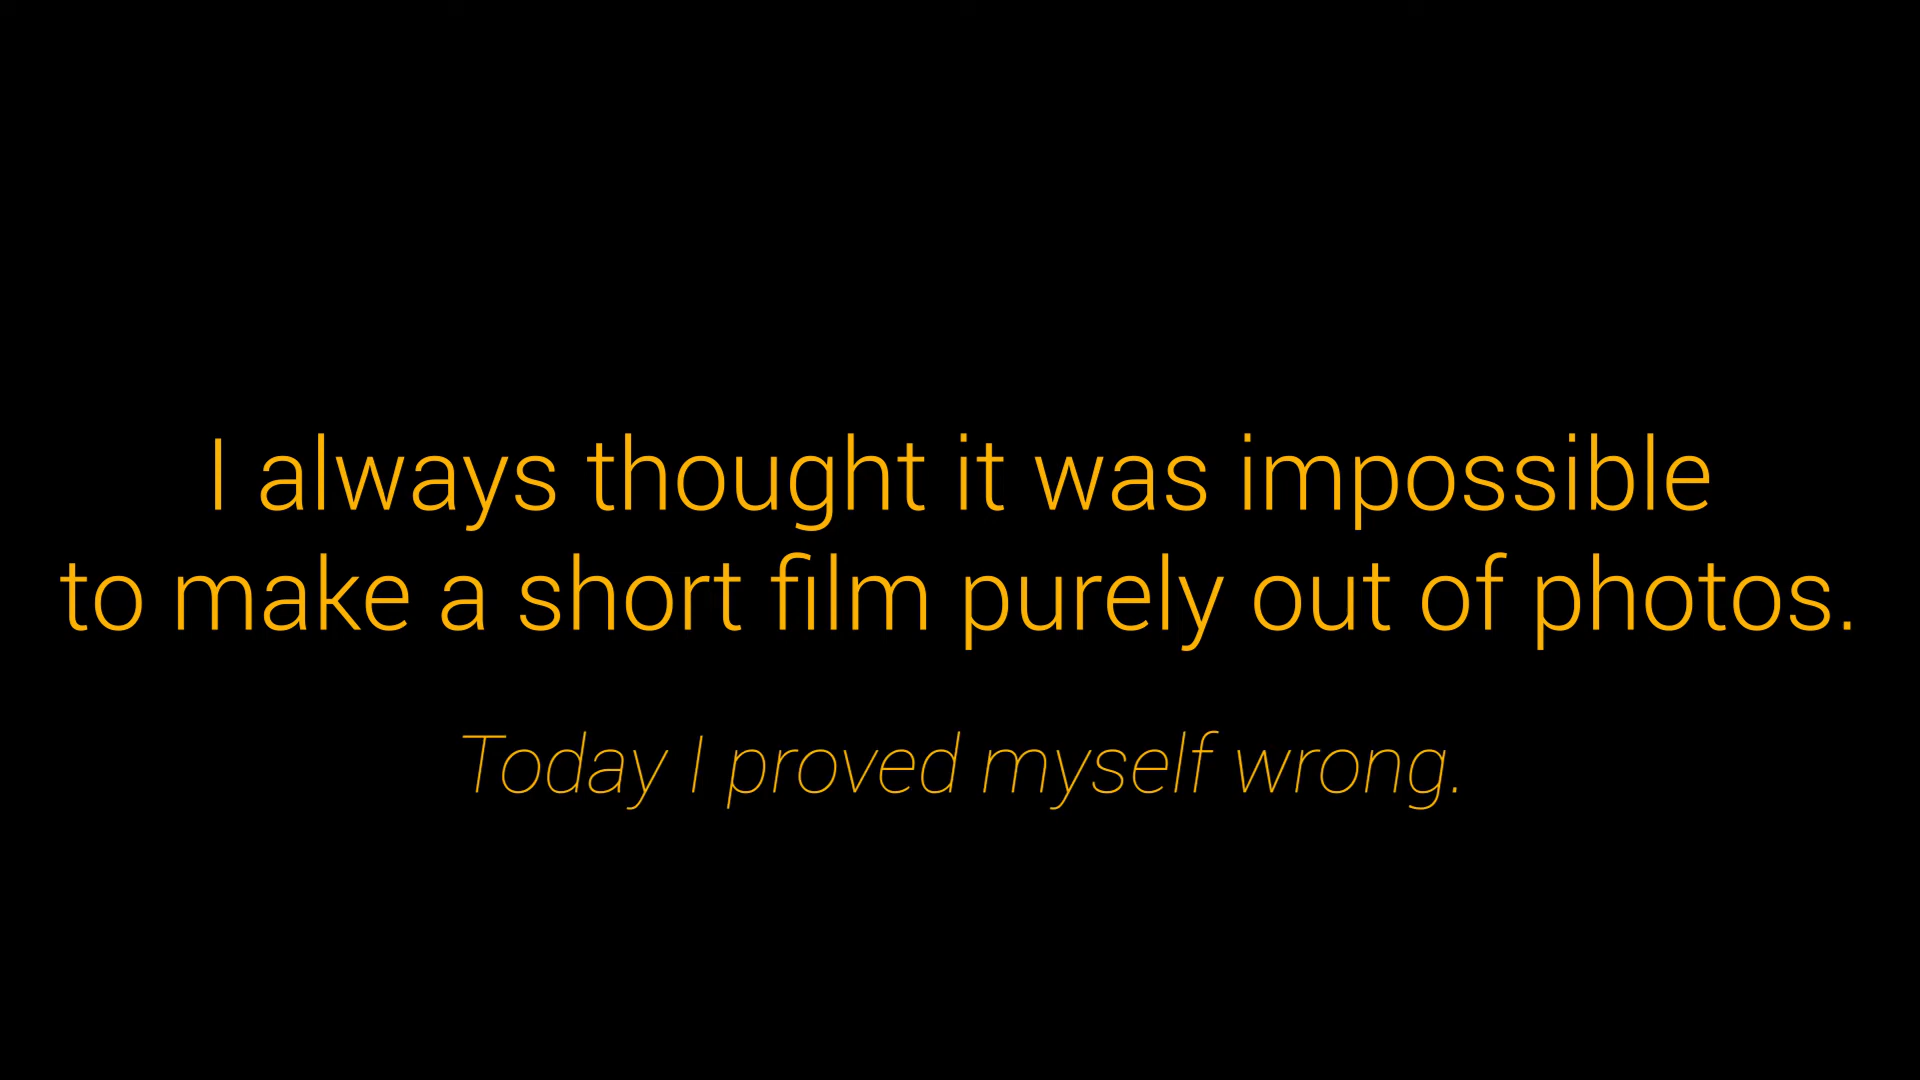 I always thought it was impossible
to make a short film purely out of photos.
Today I proved myself wrong.